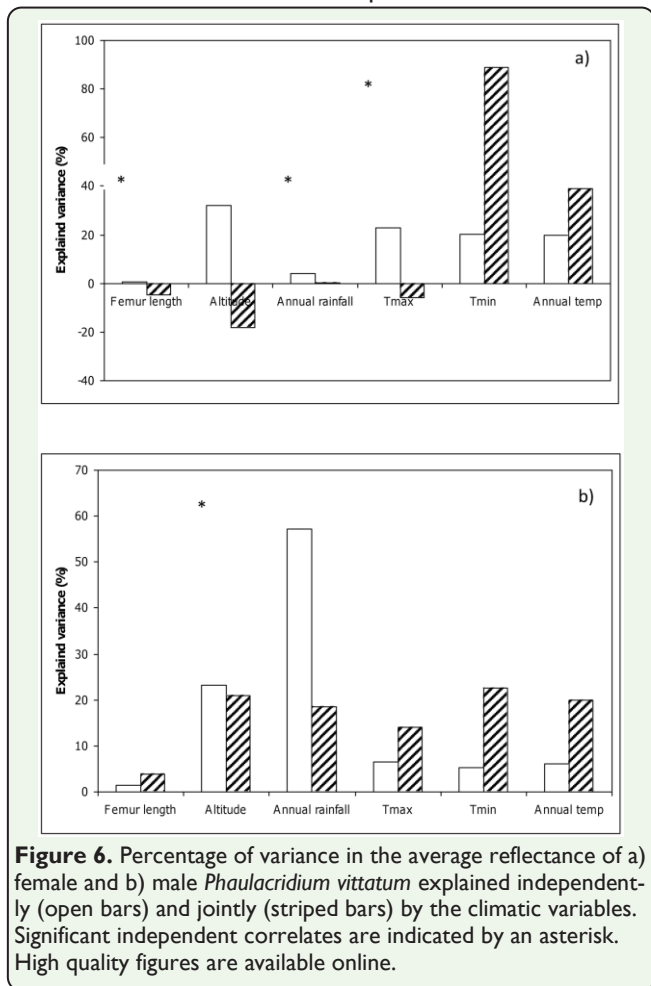 a)
*
*
*
100
80
60
40
20
0
-20
-40
Explaind variance (%)
Femur length Altitude Annual rainfall Tmax Tmin Annual temp
b)
*
70
60
50
40
30
20
10
0
Explaind variance (%)
Femur length Altitude Annual rainfall Tmax Tmin Annual temp
Figure 6. Percentage of variance in the average reflectance of a)
female and b) male Phaulacridium vittatum explained independent-
ly (open bars) and jointly (striped bars) by the climatic variables.
Significant independent correlates are indicated by an asterisk.
High quality figures are available online.